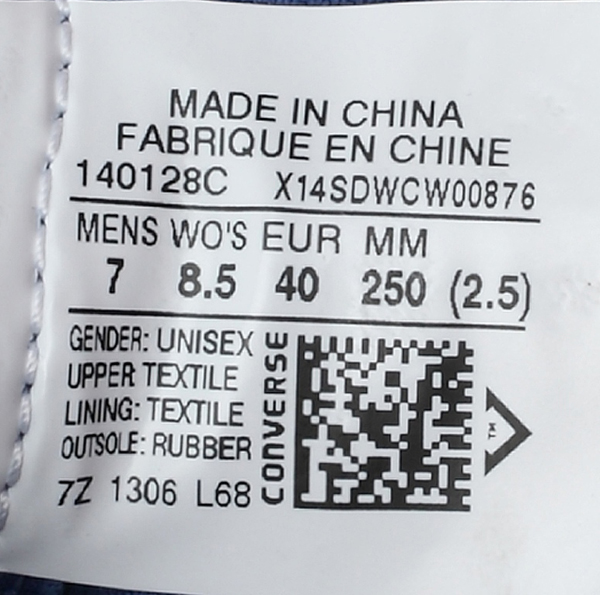 MADE IN CHINA
FABRIQUE EN CHINE
140128C X14SDWCW00876
MENS WO'S EUR MM
7 8.5 40 250 (2.5)
GENDER: UNISEX
UPPER TEXTILE
LINING: TEXTILE
OUTSOLE: RUBBER
7Z 1306 L68
CONVERSE
TM